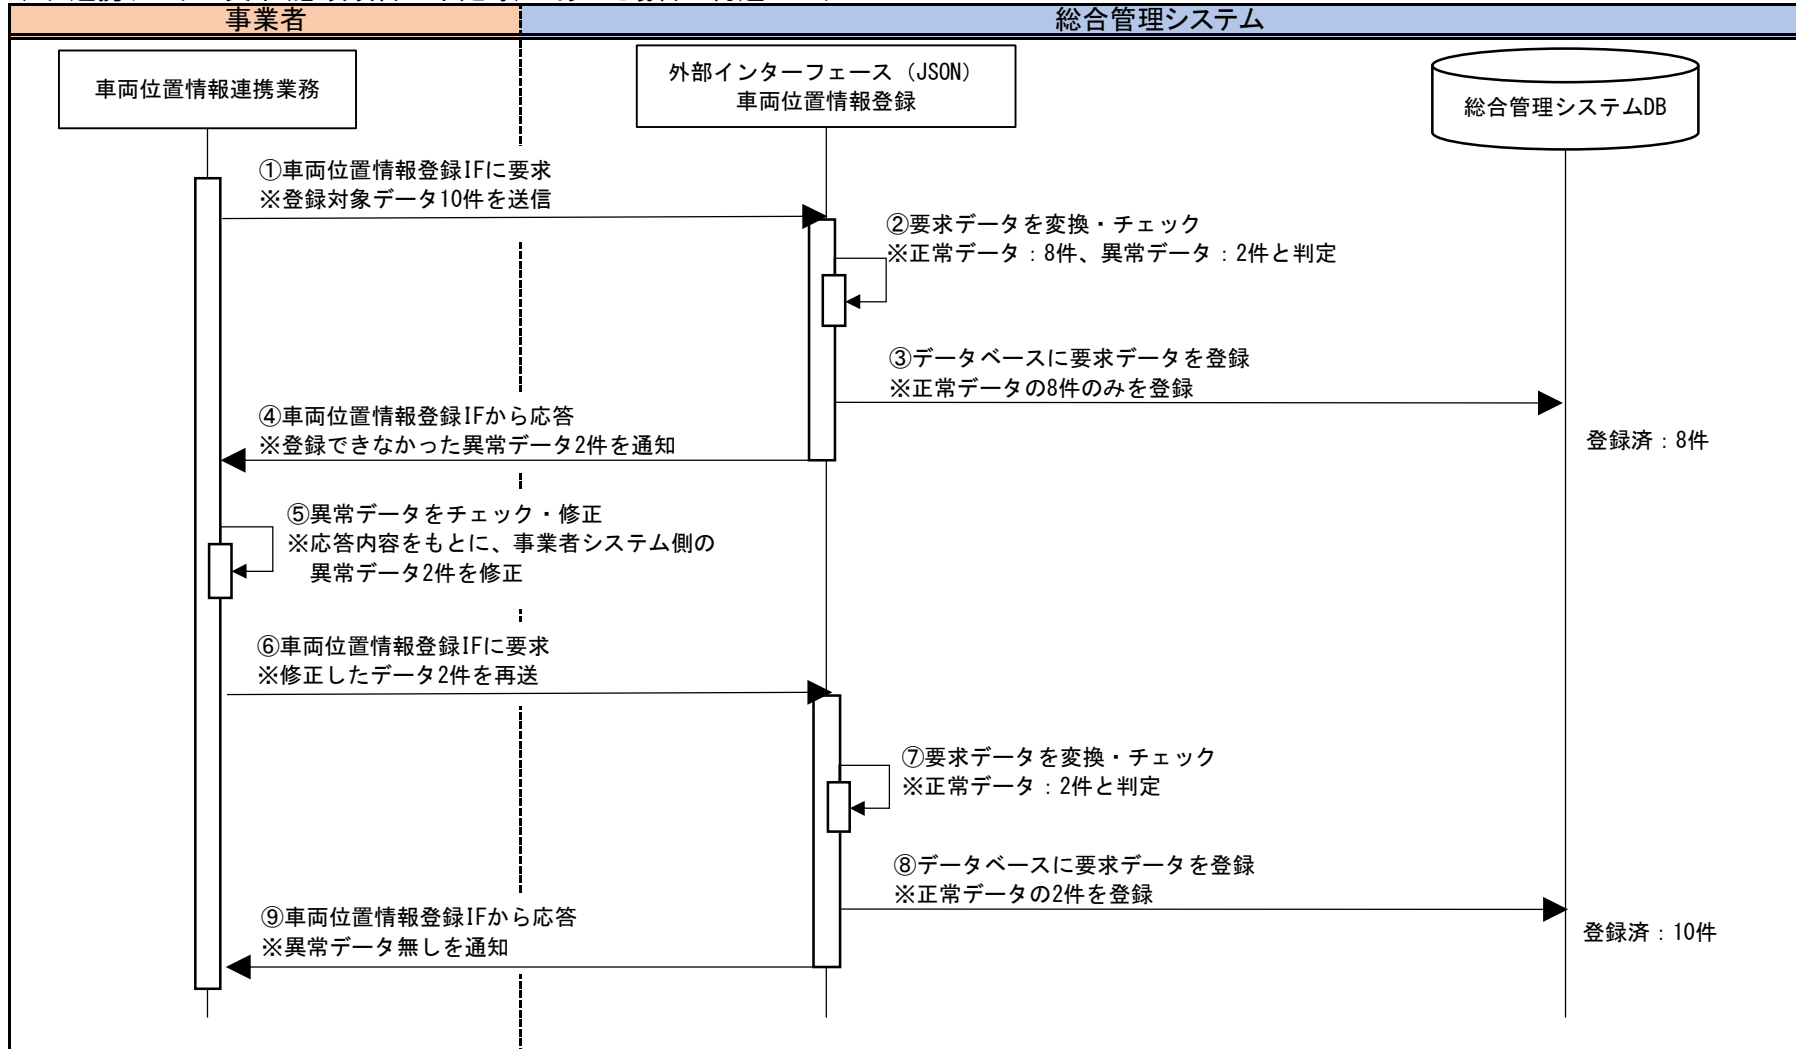 事業者
総合管理システム
車両位置情報連携業務
外部インターフェース（JSON）
車両位置情報登録
総合管理システムDB
①車両位置情報登録IFに要求
※登録対象データ10件を送信
②要求データを変換・チェック
※正常データ：8件、異常データ：2件と判定
③データベースに要求データを登録
※正常データの8件のみを登録
④車両位置情報登録IFから応答
※登録できなかった異常データ2件を通知
登録済：8件
⑤異常データをチェック・修正
※応答内容をもとに、事業者システム側の
異常データ2件を修正
⑥車両位置情報登録IFに要求
※修正したデータ2件を再送
⑦要求データを変換・チェック
※正常データ：2件と判定
⑧データベースに要求データを登録
※正常データの2件を登録
⑨車両位置情報登録IFから応答
※異常データ無しを通知
登録済：10件